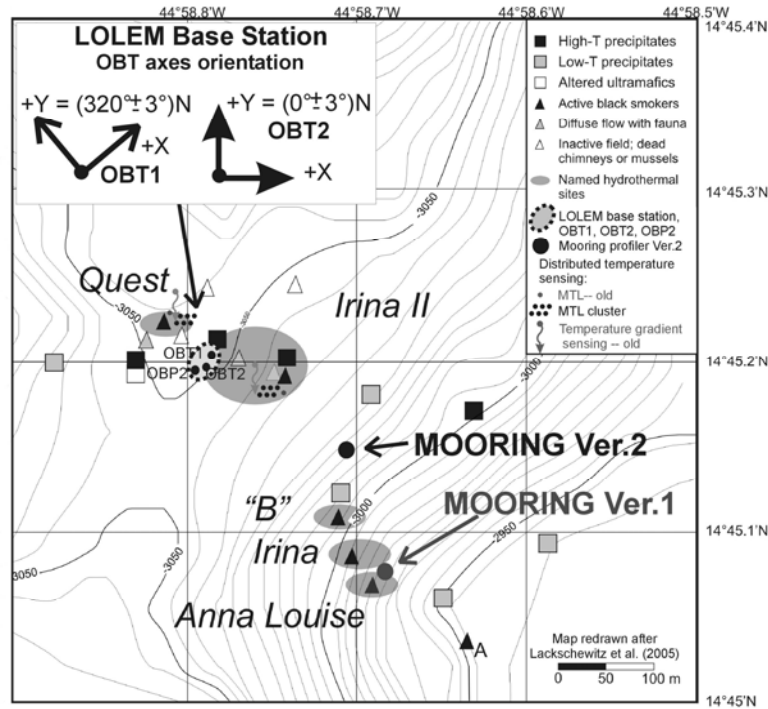 44°58.8'W
44°58.7'W
44°58.6'W
44°58.5'W
14°45.4'N
LOLEM Base Station
OBT axes orientation
+Y = (320°± 3°)N
+X
OBT1
+Y = (0°± 3°)N
OBT2
+X
High-T precipitates
Low-T precipitates
Altered ultramafics
Active black smokers
Diffuse flow with fauna
Inactive field; dead
chimneys or mussels
Named hydrothermal
sites
LOLEM base station,
OBT1, OBT2, OBP2
Mooring profiler Ver.2
Distributed temperature
sensing:
MTL-- old
MTL cluster
Temperature gradient
sensing -- old
-3050
14°45.3'N
Quest
-3050
-3050
Irina II
OBT1
OBP2
OBT2
14°45.2'N
-3000
MOORING Ver.2
MOORING Ver.1
"B"
-3000
-2950
14°45.1'N
Irina
-3050
-3050
3050
Anna Louise
A
Map redrawn after
Lackschewitz et al. (2005)
0 50 100 m
14°45'N